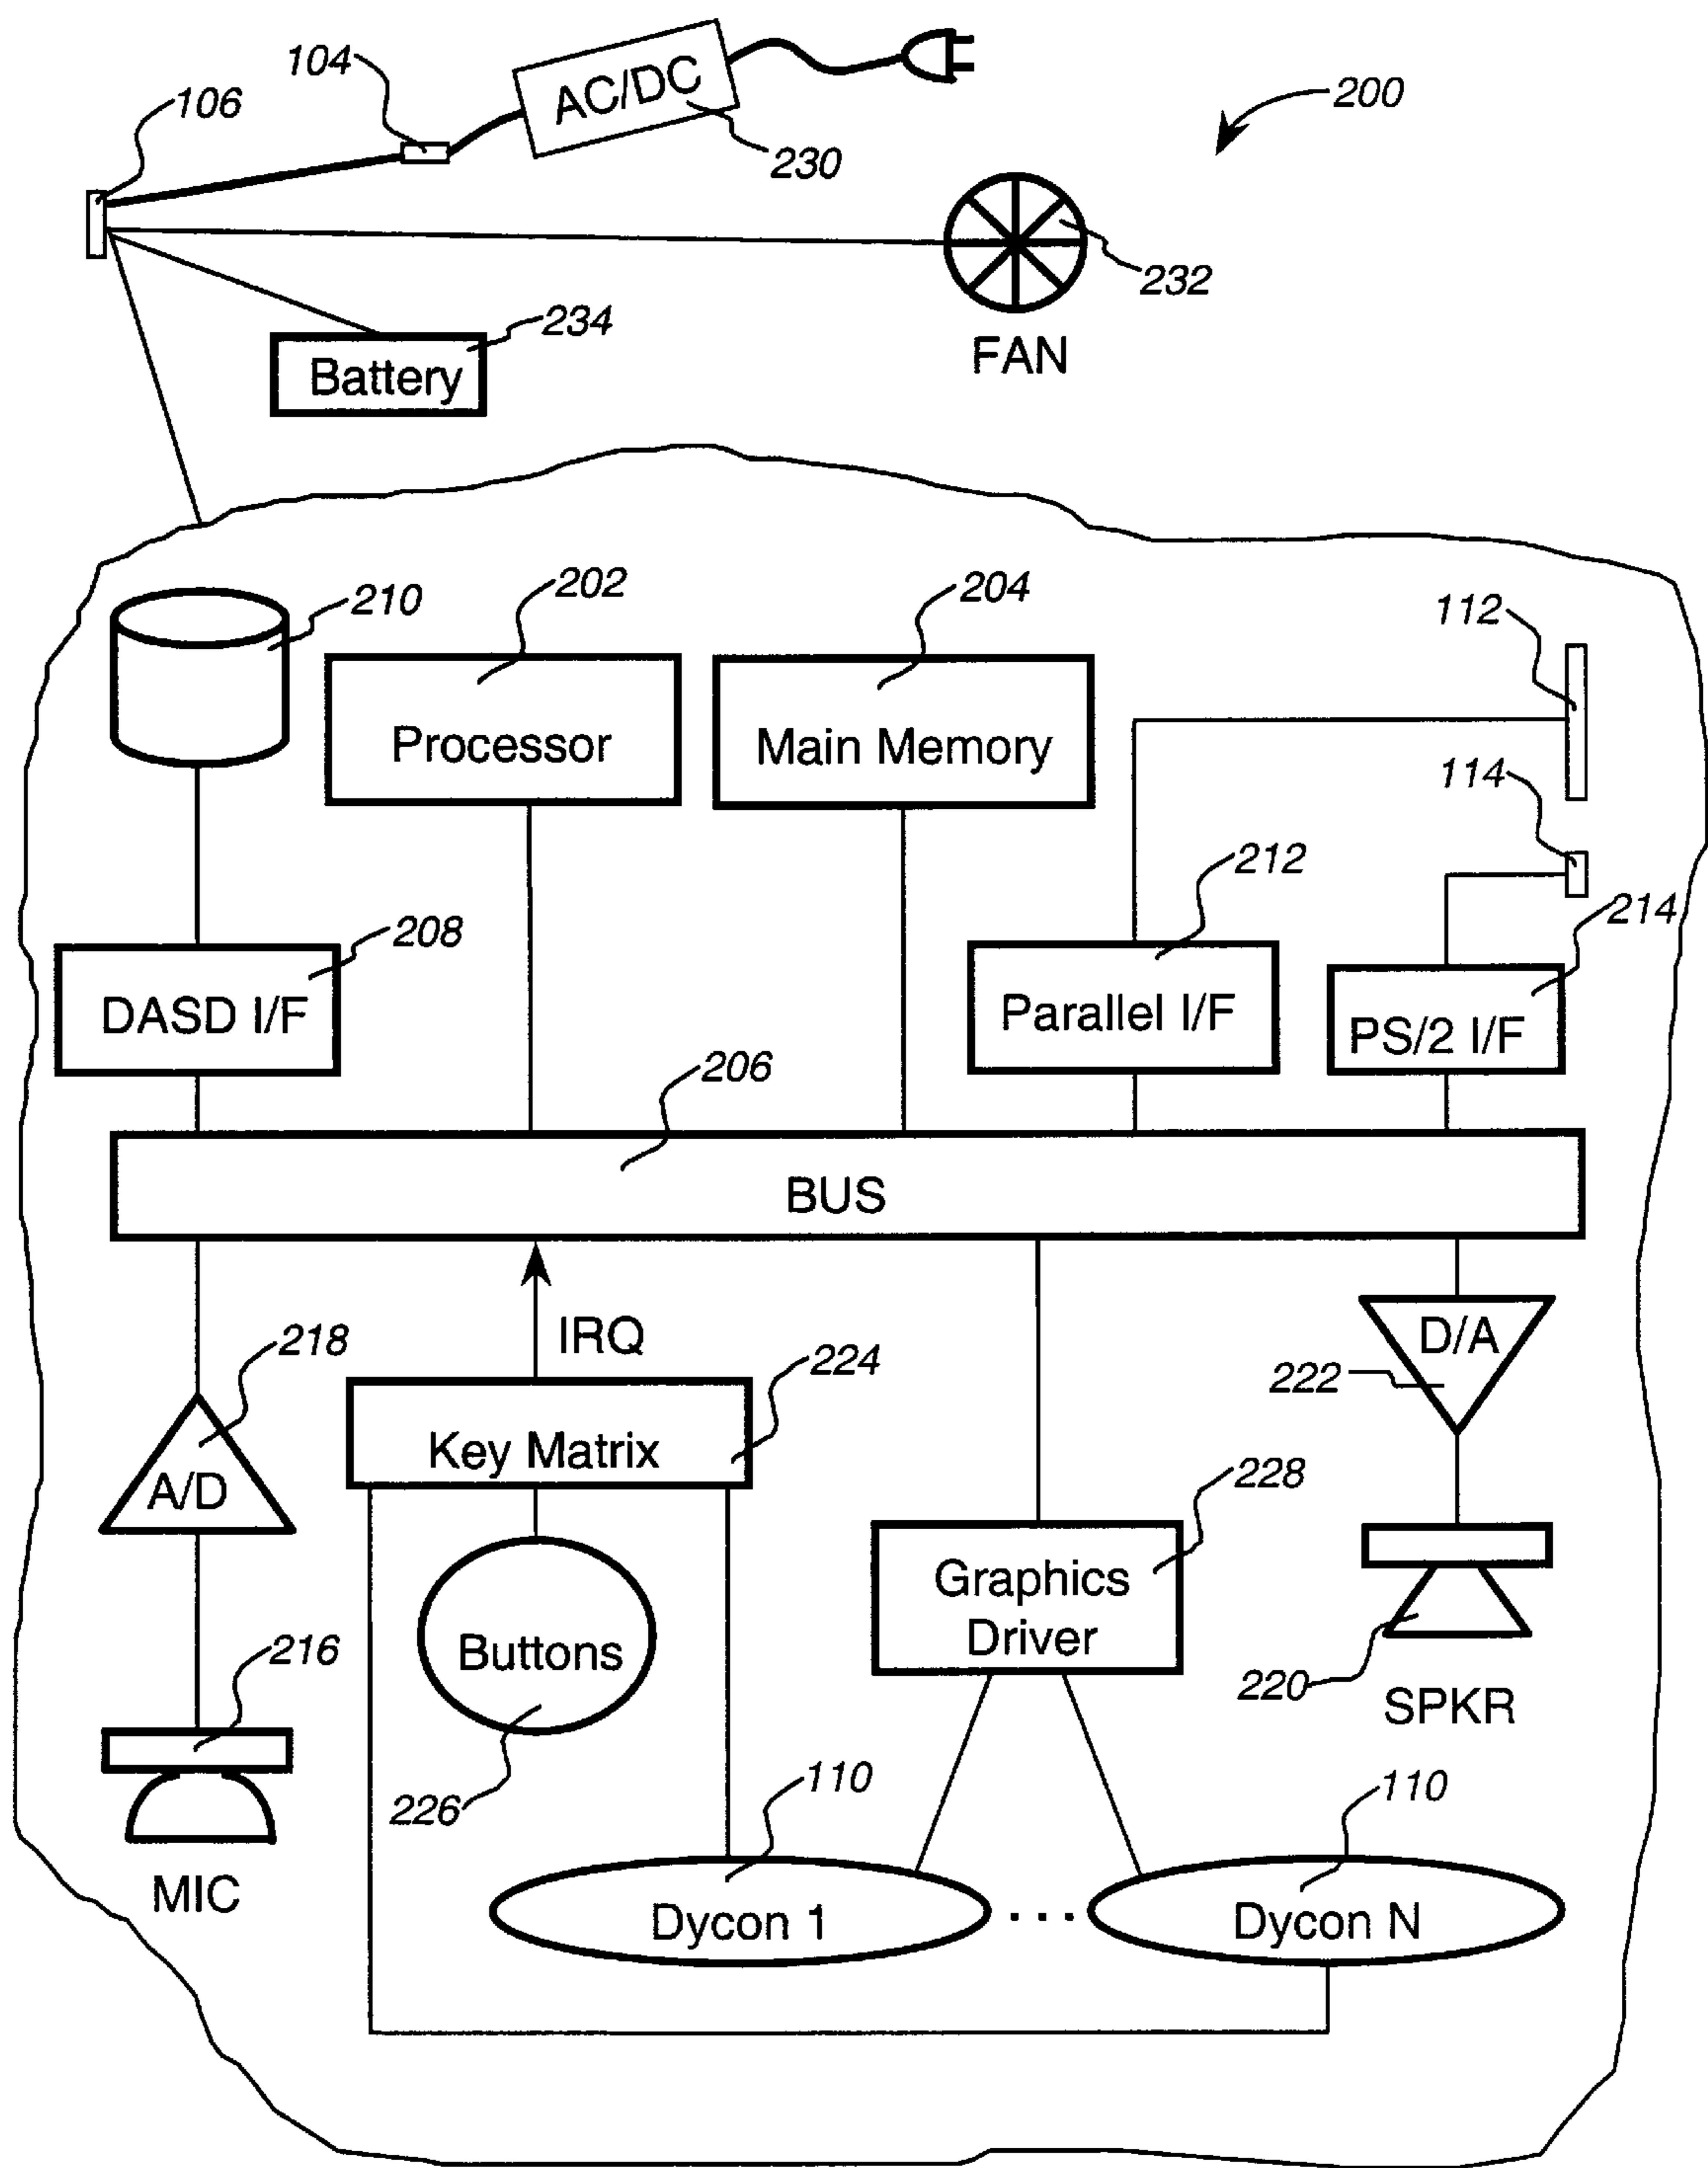 104
AC/DC
106
200
230
232
FAN
234
Battery
210
202
204
112
Processor
Main Memory
114
212
214
208
DASD I/F
Parallel I/F
PS/2 I/F
206
BUS
218
IRQ
224
D/A
222
A/D
Key Matrix
228
Graphics
Driver
216
Buttons
220
SPKR
226
110
110
MIC
Dycon 1
...
Dycon N